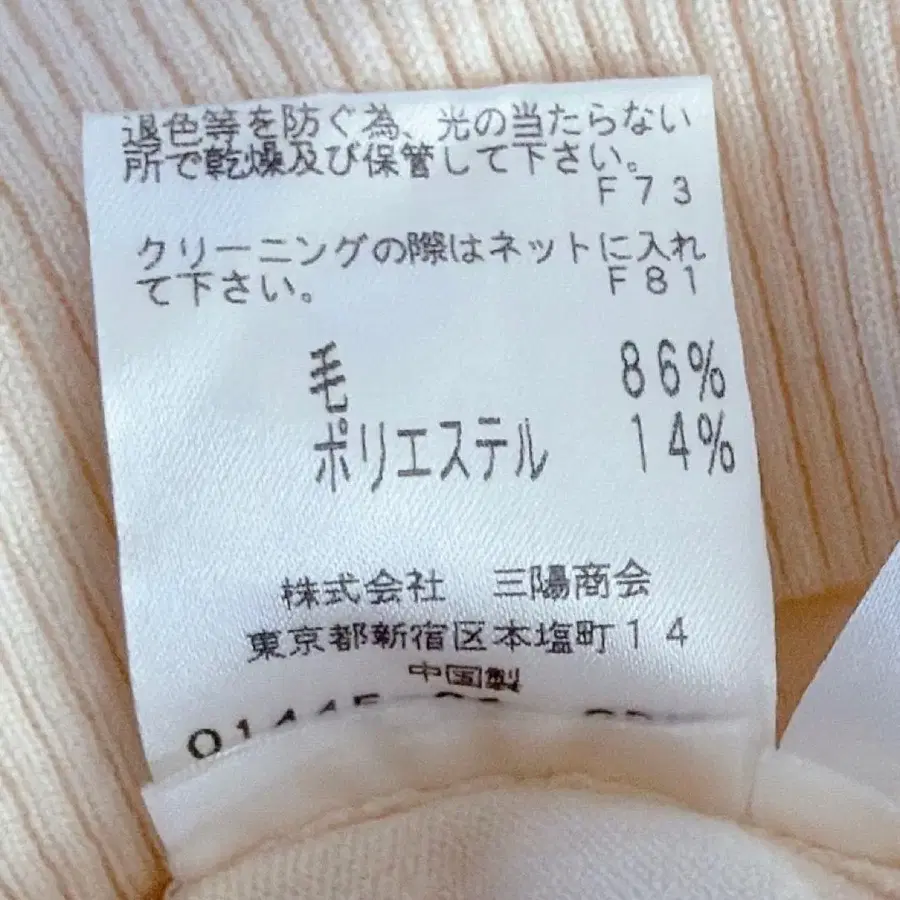 退色等を防ぐ為、光の当たらない
所で乾燥及び保管して下さい。
F73
クリーニングの際はネットに入れ
て下さい。 F81
毛 86%
ポリエステル 14%
株式会社 三陽商会
東京都新宿区本塩町14
中国製